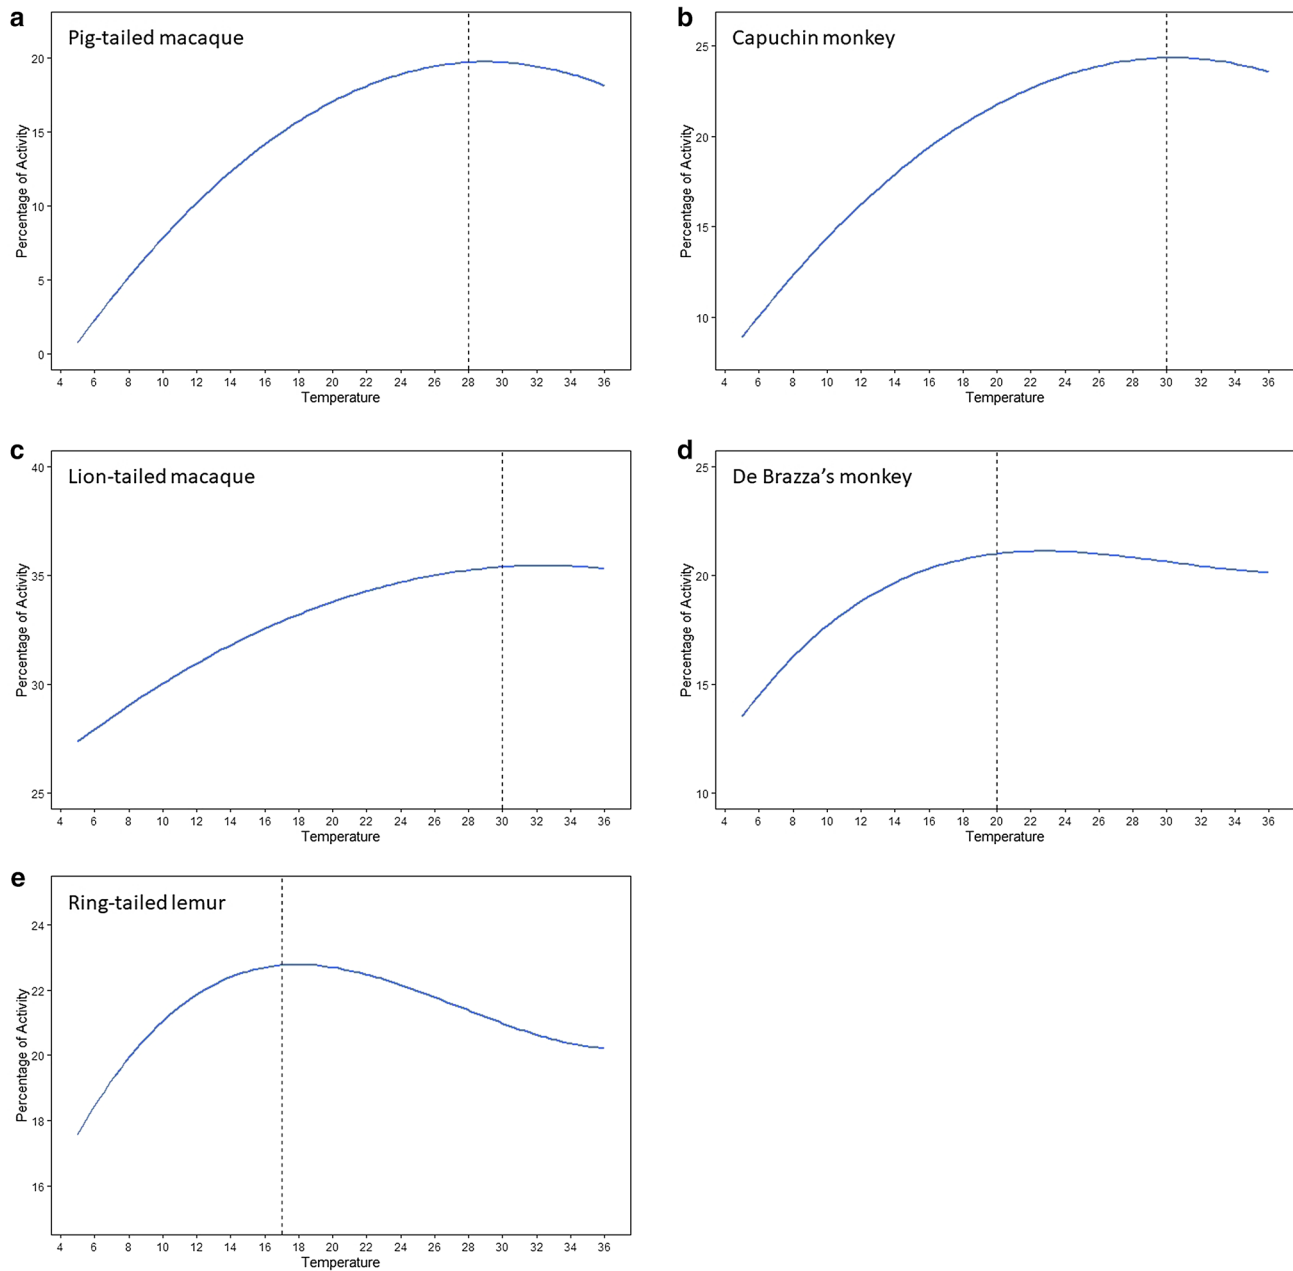 a
Pig-tailed macaque
Percentage of Activity
20
15
10
5
0
4 6 8 10 12 14 16 18 20 22 24 26 28 30 32 34 36
Temperature
b
Capuchin monkey
Percentage of Activity
25
20
15
10
4 6 8 10 12 14 16 18 20 22 24 26 28 30 32 34 36
Temperature
c
Lion-tailed macaque
Percentage of Activity
40
35
30
25
4 6 8 10 12 14 16 18 20 22 24 26 28 30 32 34 36
Temperature
d
De Brazza’s monkey
Percentage of Activity
25
20
15
10
4 6 8 10 12 14 16 18 20 22 24 26 28 30 32 34 36
Temperature
e
Ring-tailed lemur
Percentage of Activity
24
22
20
18
16
4 6 8 10 12 14 16 18 20 22 24 26 28 30 32 34 36
Temperature